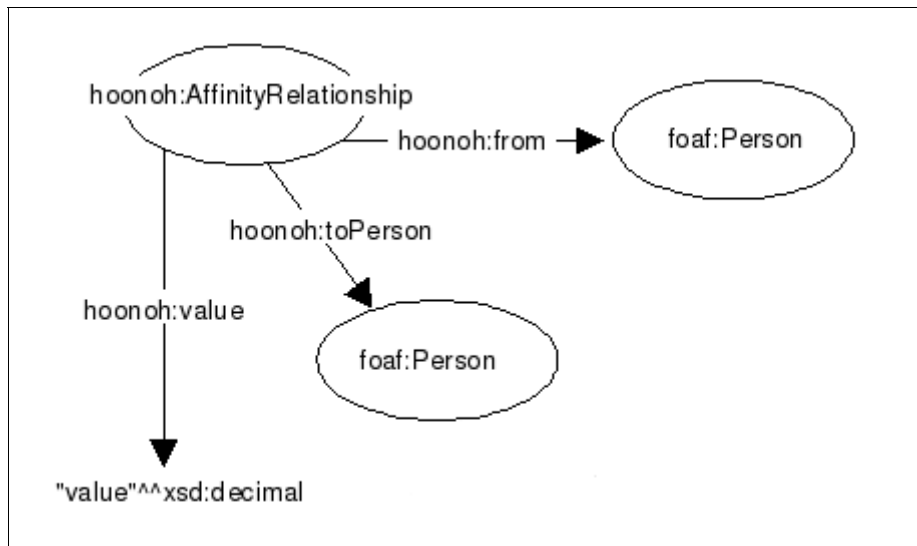 hoonoh:AffinityRelationship
hoonoh:from
foaf:Person
hoonoh:toPerson
hoonoh:value
foaf:Person
"value"^^xsd:decimal